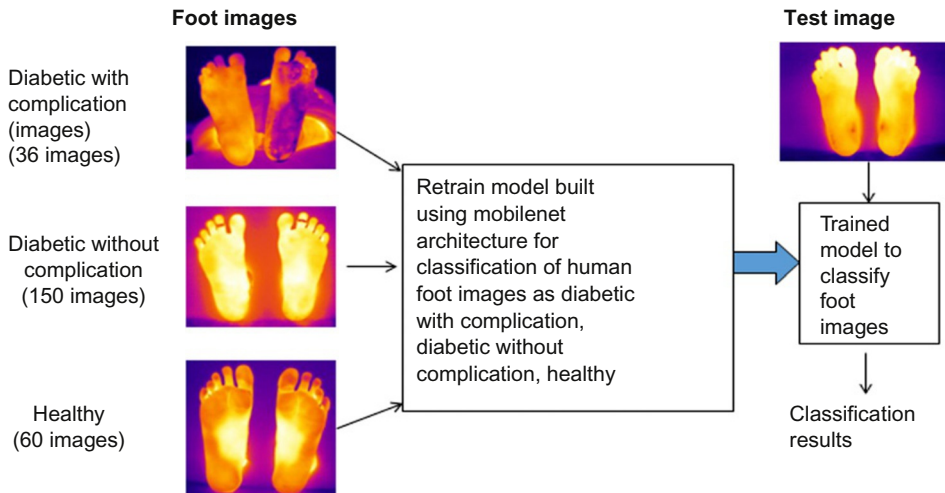 Foot images
Diabetic with
complication
(images)
(36 images)
Diabetic without
complication
(150 images)
Healthy
(60 images)
Retrain model built
using mobilenet
architecture for
classification of human
foot images as diabetic
with complication,
diabetic without
complication, healthy
Test image
Trained
model to
classify
foot
images
Classification
results